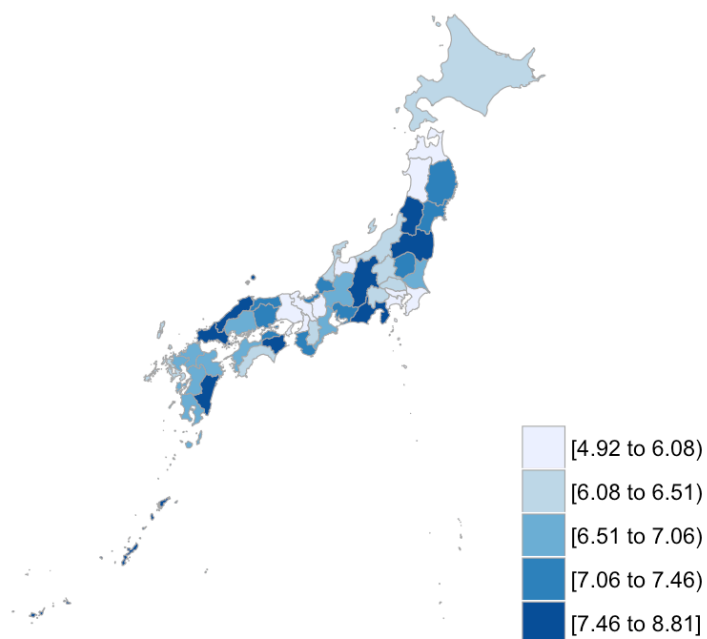 [4.92 to 6.08)
[6.08 to 6.51)
[6.51 to 7.06)
[7.06 to 7.46)
[7.46 to 8.81]